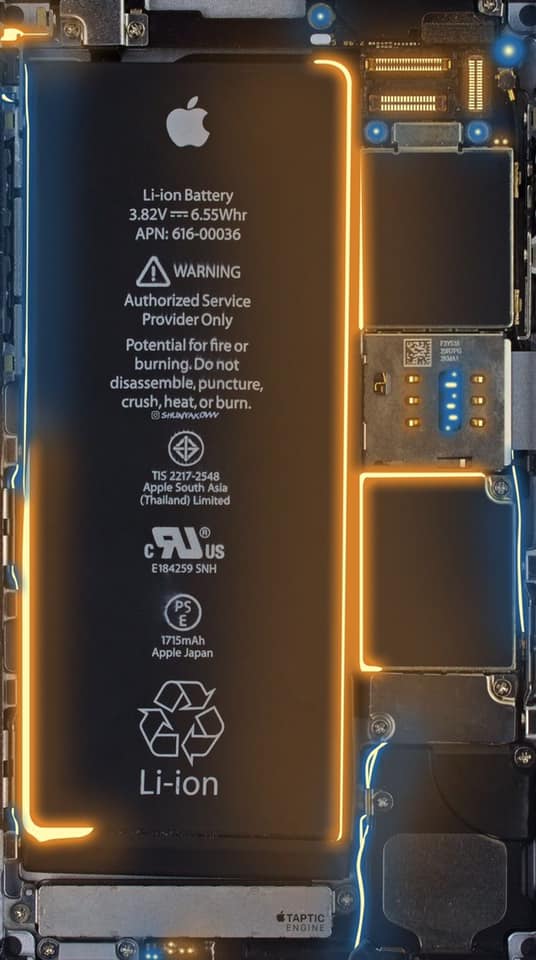 Li-ion Battery
3.82V ⎓ 6.55Whr
APN: 616-00036
WARNING
Authorized Service
Provider Only
Potential for fire or
burning. Do not
disassemble, puncture,
crush, heat, or burn.
SHUNYAKOVVV
TIS 2217-2548
Apple South Asia
(Thailand) Limited
c RU US ®
E184259 SNH
PS
E
1715mAh
Apple Japan
Li-ion
TAPTIC
ENGINE